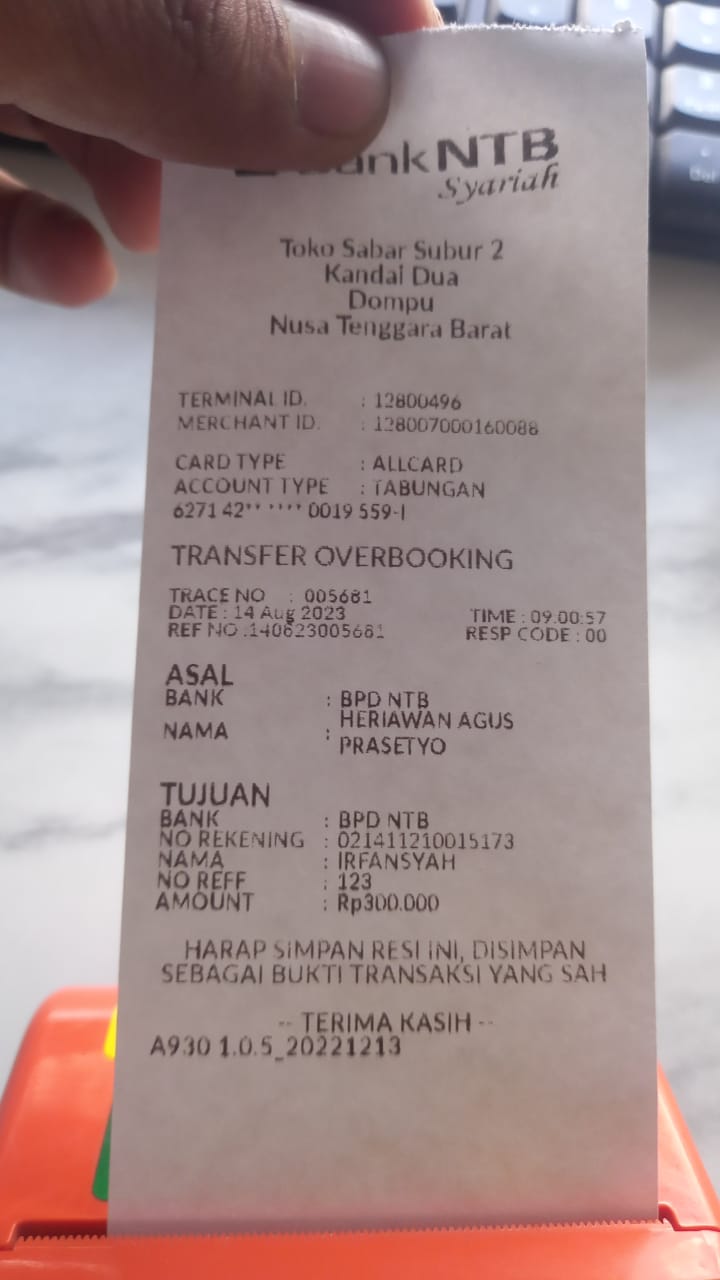 BankNTB
Syariah
Toko Sabar Subur 2
Kandai Dua
Dompu
Nusa Tenggara Barat
TERMINAL ID. : 12800496
MERCHANT ID. : 128007000160088
CARD TYPE : ALLCARD
ACCOUNT TYPE : TABUNGAN
6271 42** **** 0019 559-I
TRANSFER OVERBOOKING
TRACE NO : 005681
DATE : 14 Aug 2023 TIME : 09.00:57
REF NO :140823005681 RESP CODE : 00
ASAL
BANK : BPD NTB
NAMA : HERIAWAN AGUS
PRASETYO
TUJUAN
BANK : BPD NTB
NO REKENING : 021411210015173
NAMA : IRFANSYAH
NO REFF : 123
AMOUNT : Rp300.000
HARAP SIMPAN RESI INI, DISIMPAN
SEBAGAI BUKTI TRANSAKSI YANG SAH
-- TERIMA KASIH --
A930 1.0.5_20221213